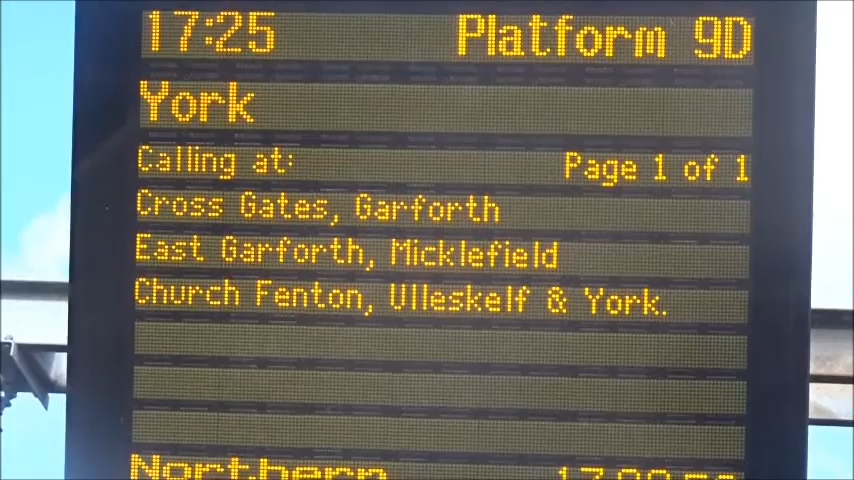 17:25 Platform 9D
York
Calling at: Page 1 of 1
Cross Gates, Garforth
East Garforth, Micklefield
Church Fenton, Ulleskelf & York.
Northern